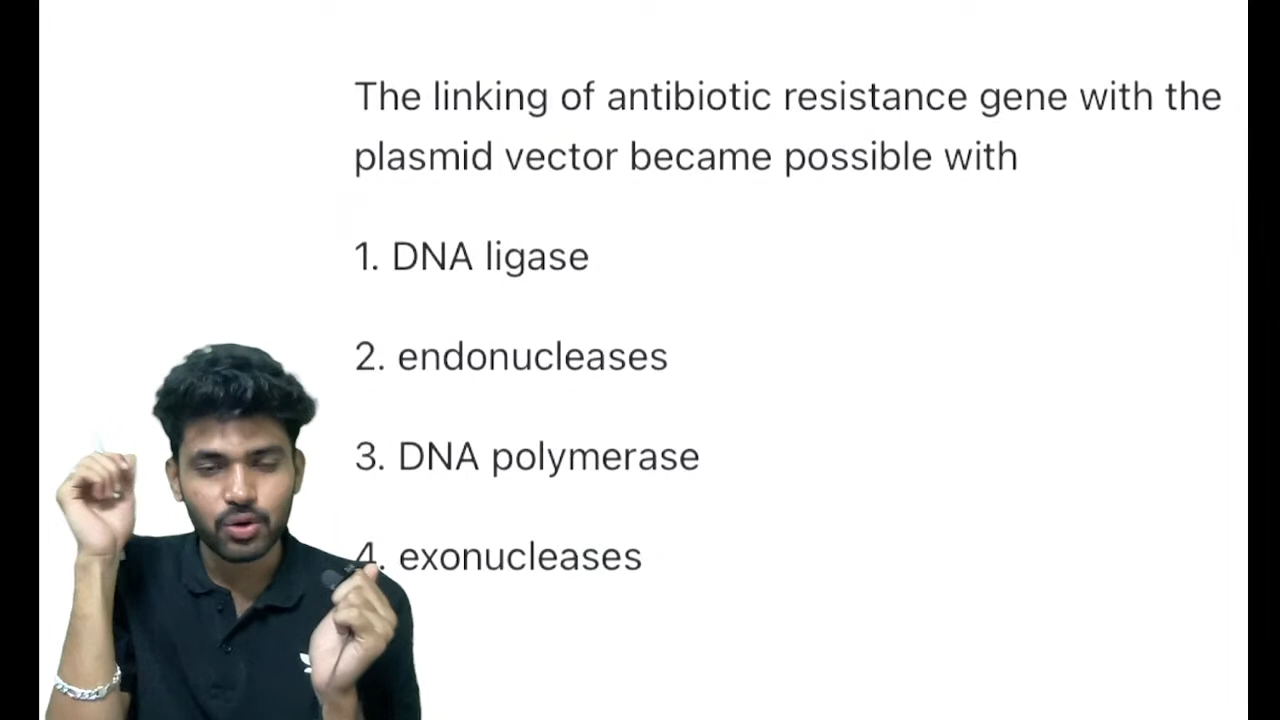 The linking of antibiotic resistance gene with the
plasmid vector became possible with
1. DNA ligase
2. endonucleases
3. DNA polymerase
4. exonucleases